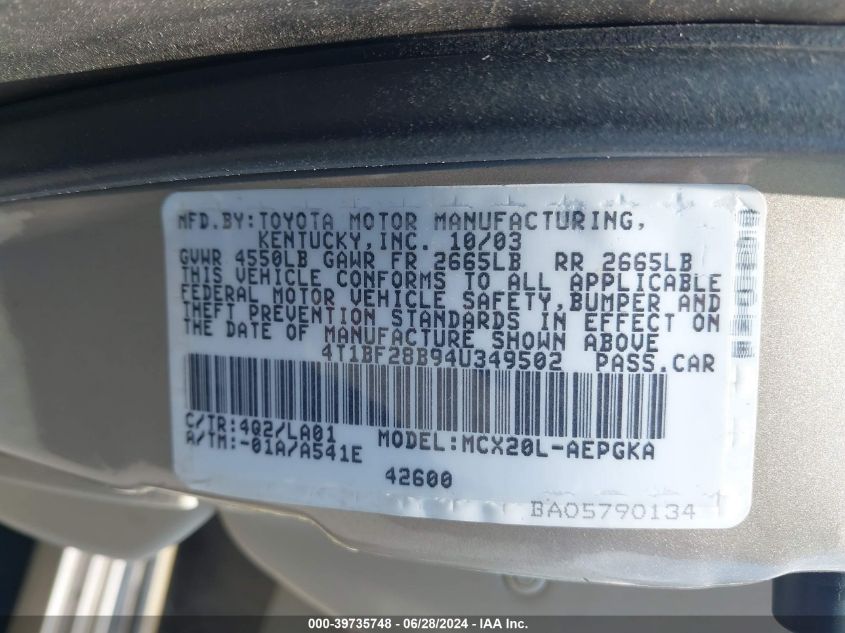 MFD.BY:TOYOTA MOTOR MANUFACTURING,
KENTUCKY,INC. 10/03
GVWR 4550LB GAWR FR 2665LB RR 2665LB
THIS VEHICLE CONFORMS TO ALL APPLICABLE
FEDERAL MOTOR VEHICLE SAFETY,BUMPER AND
THEFT PREVENTION STANDARDS IN EFFECT ON
THE DATE OF MANUFACTURE SHOWN ABOVE
4T1BF28B94U349502 PASS.CAR
C/TR:4Q2/LA01 MODEL:MCX20L-AEPGKA
A/TM:-01A/A541E
42600
BA05790134
000-39735748 - 06/28/2024 - IAA Inc.